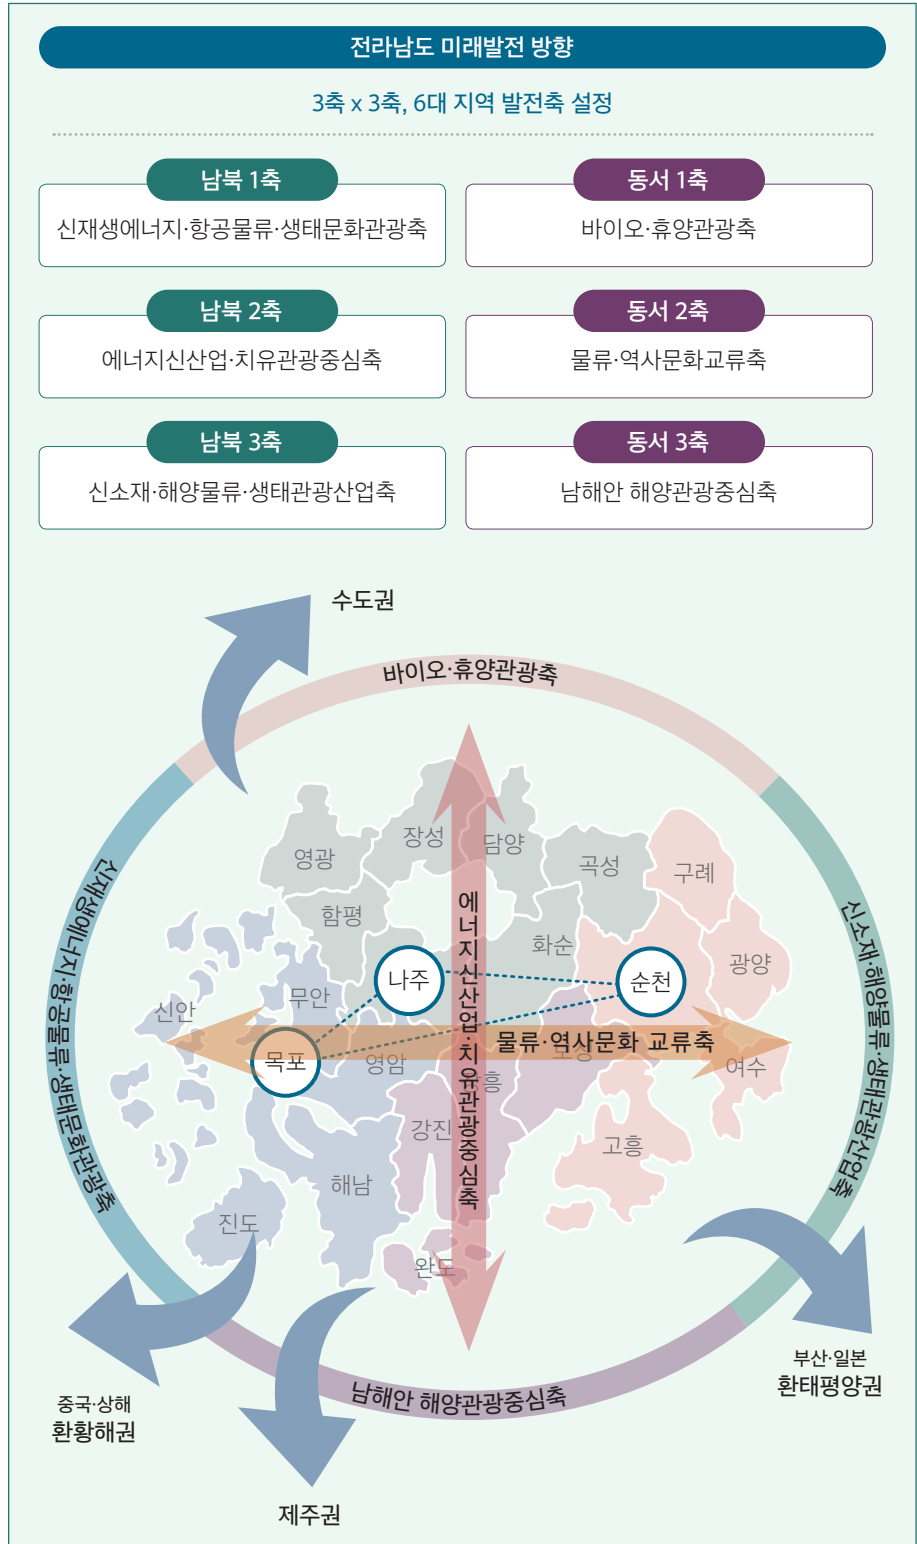 전라남도 미래발전 방향
3축 x 3축, 6대 지역 발전축 설정
남북 1축
신재생에너지·항공물류·생태문화관광축
동서 1축
바이오·휴양관광축
남북 2축
에너지신산업·치유관광중심축
동서 2축
물류·역사문화교류축
남북 3축
신소재·해양물류·생태관광산업축
동서 3축
남해안 해양관광중심축
수도권
바이오·휴양관광축
장성
담양
영광
곡성
구례
함평
화순
광양
나주
순천
무안
신안
목포
영암
여수
강진
고흥
해남
진도
완도
에너지신산업·치유관광중심축
물류·역사문화 교류축
신재생에너지·항공물류·생태문화관광축
신소재·해양물류·생태관광산업축
남해안 해양관광중심축
부산·일본
환태평양권
중국·상해
환황해권
제주권